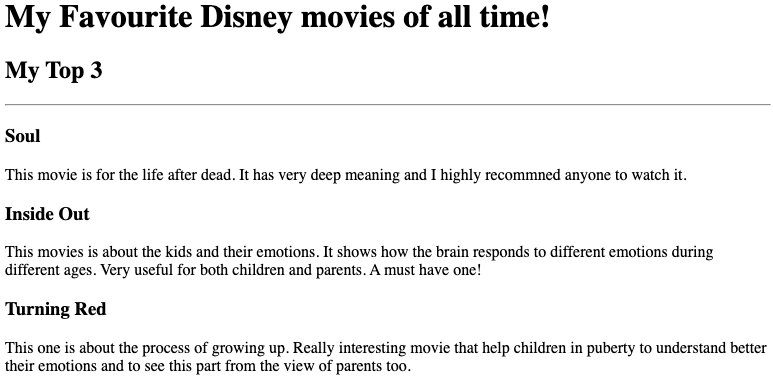 My Favourite Disney movies of all time!
My Top 3
Soul
This movie is for the life after dead. It has very deep meaning and I highly recommned anyone to watch it.
Inside Out
This movies is about the kids and their emotions. It shows how the brain responds to different emotions during
different ages. Very useful for both children and parents. A must have one!
Turning Red
This one is about the process of growing up. Really interesting movie that help children in puberty to understand better
their emotions and to see this part from the view of parents too.